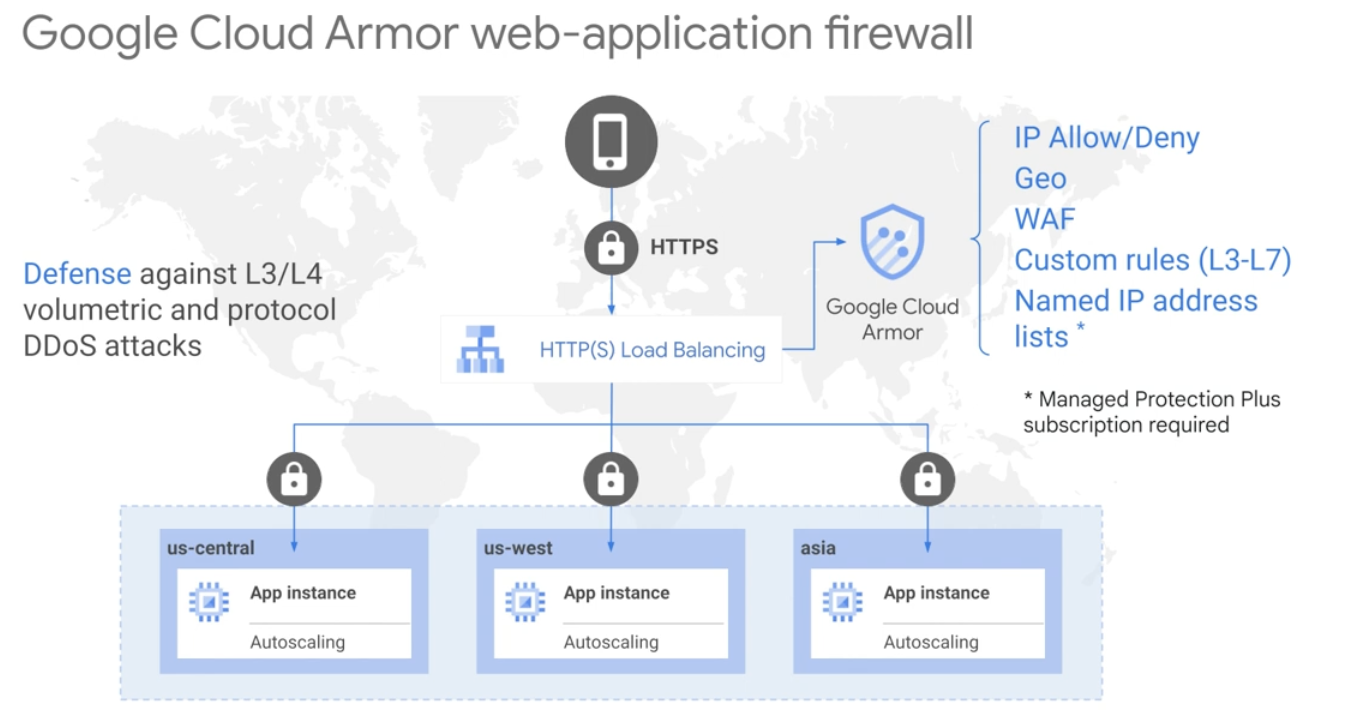 Google Cloud Armor web-application firewall
IP Allow/Deny
Geo
WAF
Custom rules (L3-L7)
Named IP address
lists *
* Managed Protection Plus
subscription required
HTTPS
Defense against L3/L4
volumetric and protocol
DDoS attacks
Google Cloud
Armor
HTTP(S) Load Balancing
us-central
App instance
Autoscaling
us-west
App instance
Autoscaling
asia
App instance
Autoscaling